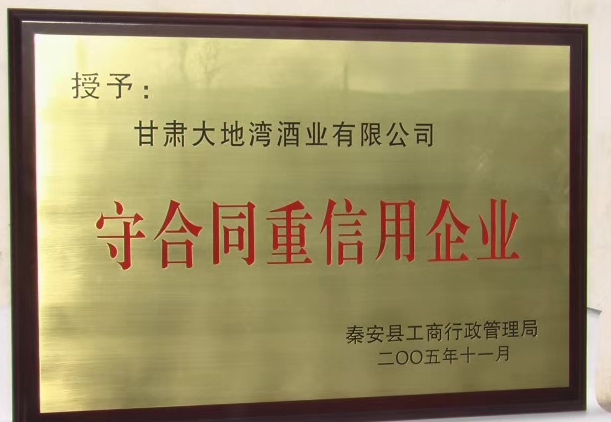 授予：
甘肃大地湾酒业有限公司
守合同重信用企业
秦安县工商行政管理局
二〇〇五年十一月